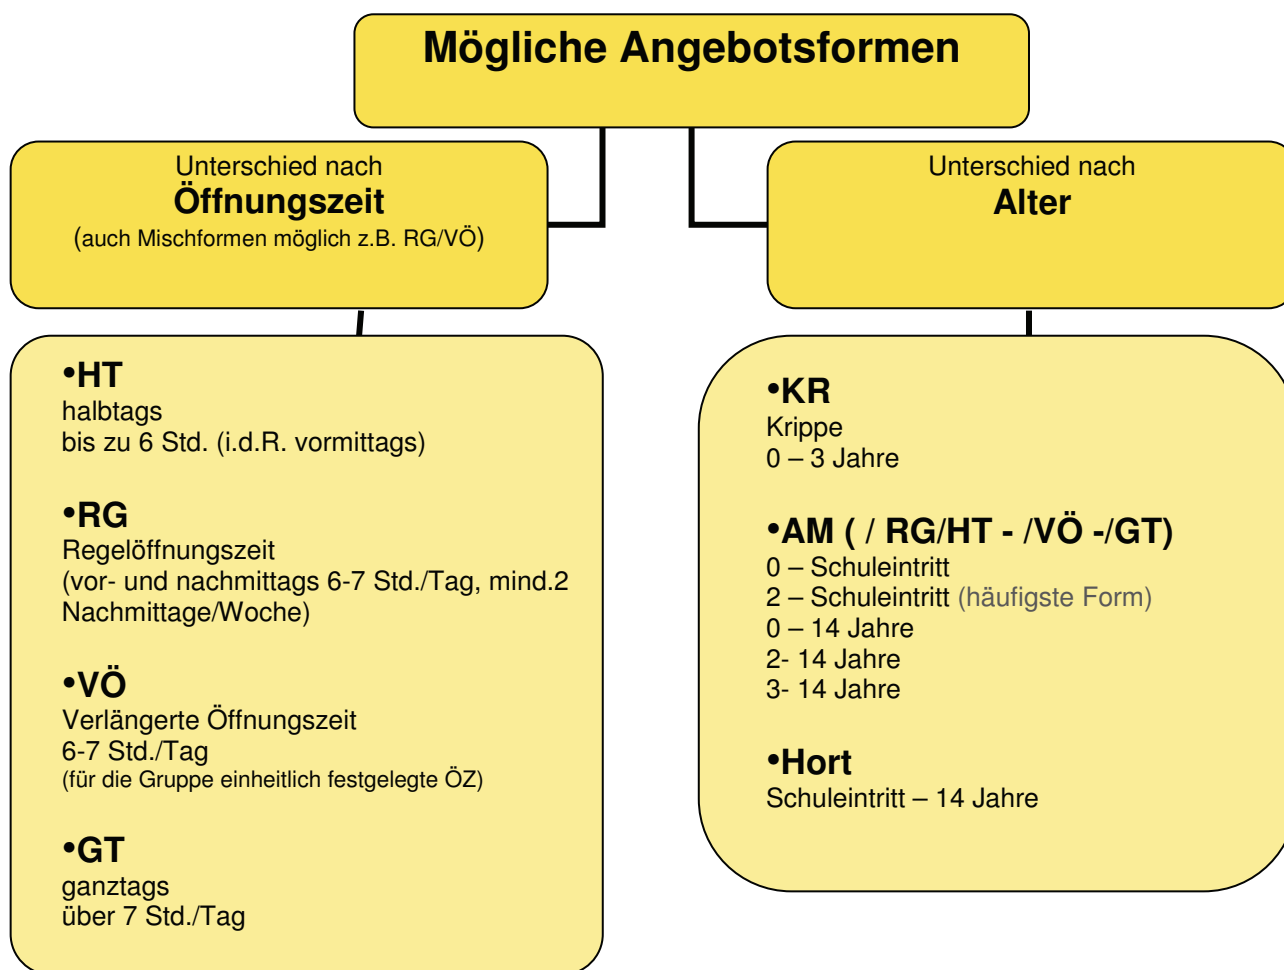 Mögliche Angebotsformen
Unterschied nach
Öffnungszeit
(auch Mischformen möglich z.B. RG/VÖ)
•HT
halbtags
bis zu 6 Std. (i.d.R. vormittags)
•RG
Regelöffnungszeit
(vor- und nachmittags 6-7 Std./Tag, mind.2
Nachmittage/Woche)
•VÖ
Verlängerte Öffnungszeit
6-7 Std./Tag
(für die Gruppe einheitlich festgelegte ÖZ)
•GT
ganztags
über 7 Std./Tag
Unterschied nach
Alter
•KR
Krippe
0 – 3 Jahre
•AM ( / RG/HT - /VÖ -/GT)
0 – Schuleintritt
2 – Schuleintritt (häufigste Form)
0 – 14 Jahre
2- 14 Jahre
3- 14 Jahre
•Hort
Schuleintritt – 14 Jahre